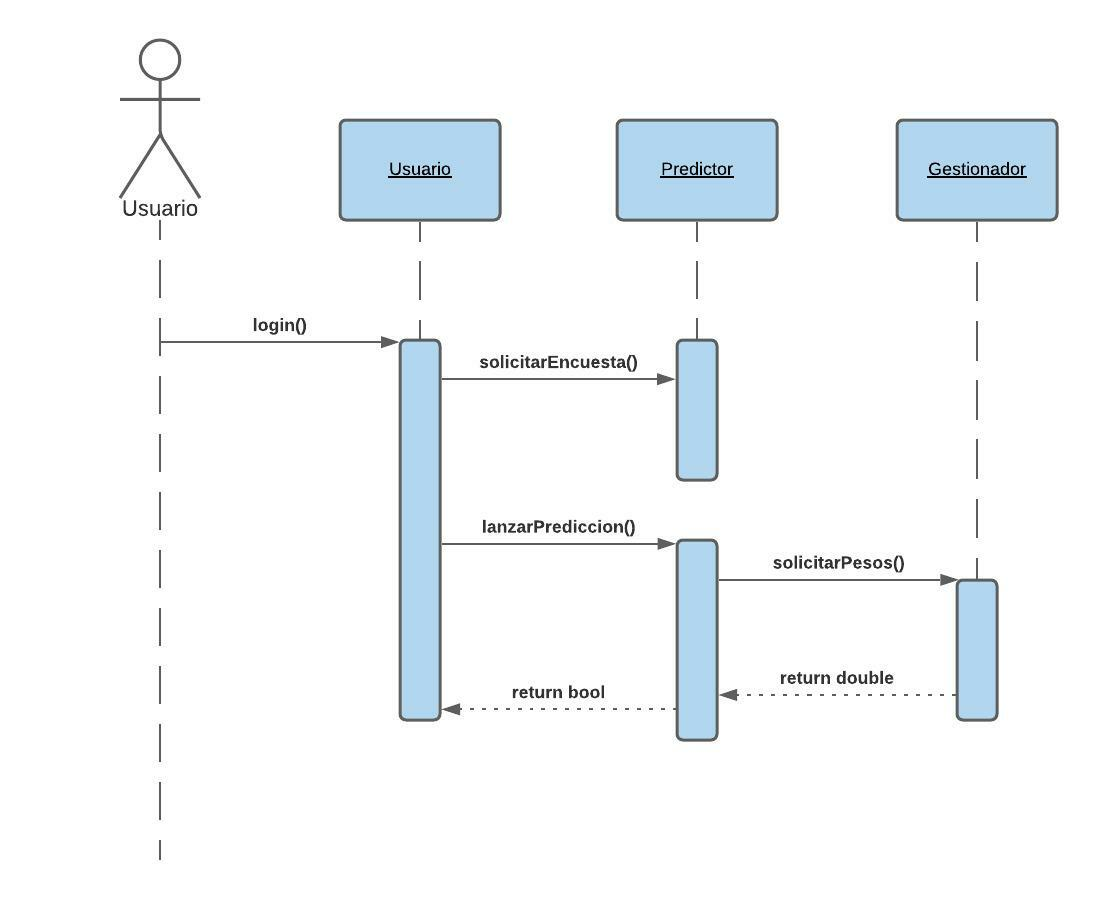 Usuario
Usuario
Predictor
Gestionador
login()
solicitarEncuesta()
lanzarPrediccion()
solicitarPesos()
return double
return bool